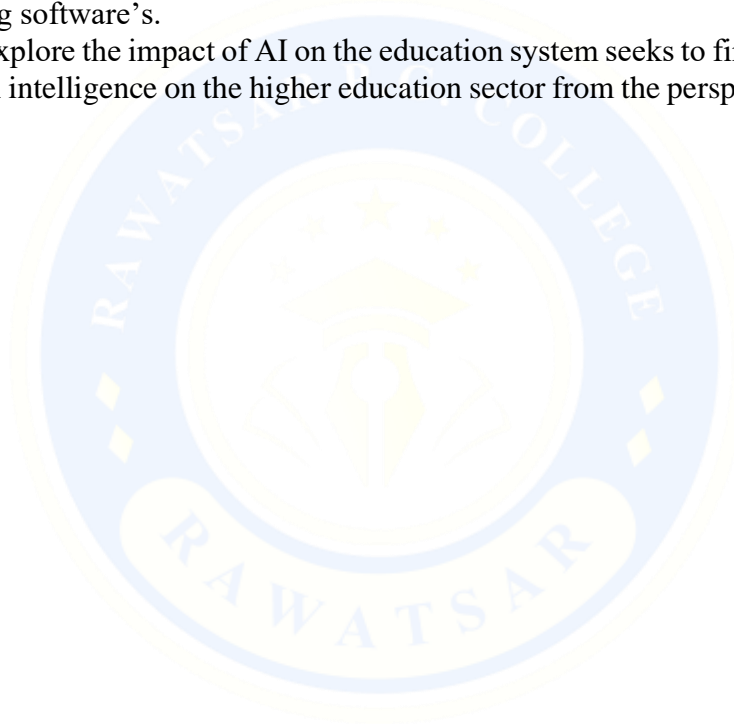 g software's.
xplore the impact of AI on the education system seeks to fi
intelligence on the higher education sector from the persp
RAWATSAR P.G. COLLEGE
RAWATSAR